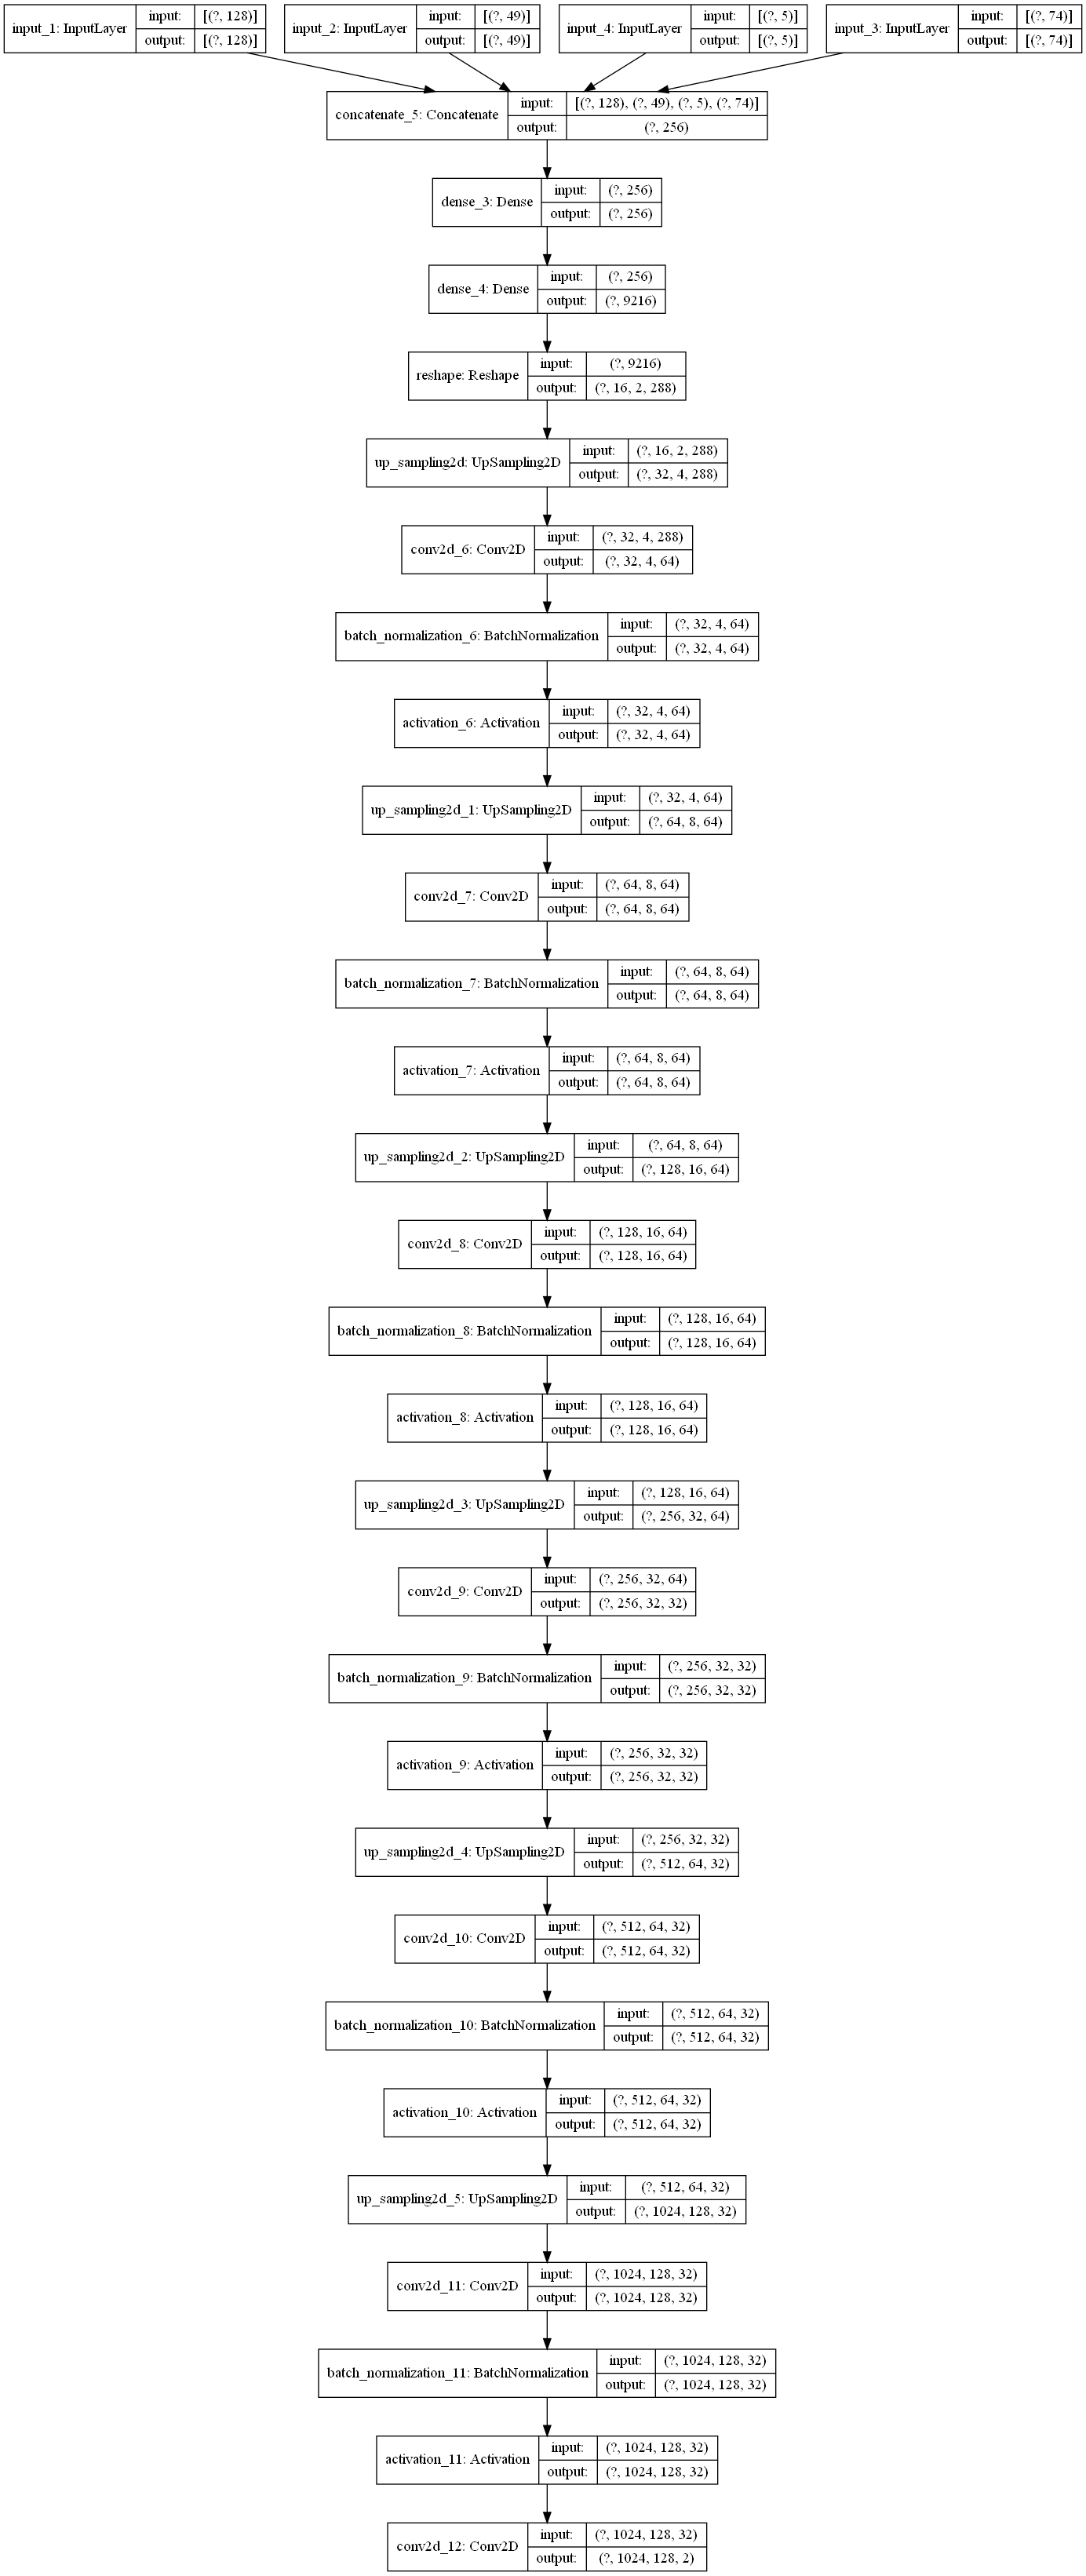 input_1: InputLayer
input: [(?, 128)]
output: [(?, 128)]
input_2: InputLayer
input: [(?, 49)]
output: [(?, 49)]
input_4: InputLayer
input: [(?, 5)]
output: [(?, 5)]
input_3: InputLayer
input: [(?, 74)]
output: [(?, 74)]
concatenate_5: Concatenate
input: [(?, 128), (?, 49), (?, 5), (?, 74)]
output: (?, 256)
dense_3: Dense
input: (?, 256)
output: (?, 256)
dense_4: Dense
input: (?, 256)
output: (?, 9216)
reshape: Reshape
input: (?, 9216)
output: (?, 16, 2, 288)
up_sampling2d: UpSampling2D
input: (?, 16, 2, 288)
output: (?, 32, 4, 288)
conv2d_6: Conv2D
input: (?, 32, 4, 288)
output: (?, 32, 4, 64)
batch_normalization_6: BatchNormalization
input: (?, 32, 4, 64)
output: (?, 32, 4, 64)
activation_6: Activation
input: (?, 32, 4, 64)
output: (?, 32, 4, 64)
up_sampling2d_1: UpSampling2D
input: (?, 32, 4, 64)
output: (?, 64, 8, 64)
conv2d_7: Conv2D
input: (?, 64, 8, 64)
output: (?, 64, 8, 64)
batch_normalization_7: BatchNormalization
input: (?, 64, 8, 64)
output: (?, 64, 8, 64)
activation_7: Activation
input: (?, 64, 8, 64)
output: (?, 64, 8, 64)
up_sampling2d_2: UpSampling2D
input: (?, 64, 8, 64)
output: (?, 128, 16, 64)
conv2d_8: Conv2D
input: (?, 128, 16, 64)
output: (?, 128, 16, 64)
batch_normalization_8: BatchNormalization
input: (?, 128, 16, 64)
output: (?, 128, 16, 64)
activation_8: Activation
input: (?, 128, 16, 64)
output: (?, 128, 16, 64)
up_sampling2d_3: UpSampling2D
input: (?, 128, 16, 64)
output: (?, 256, 32, 64)
conv2d_9: Conv2D
input: (?, 256, 32, 64)
output: (?, 256, 32, 32)
batch_normalization_9: BatchNormalization
input: (?, 256, 32, 32)
output: (?, 256, 32, 32)
activation_9: Activation
input: (?, 256, 32, 32)
output: (?, 256, 32, 32)
up_sampling2d_4: UpSampling2D
input: (?, 256, 32, 32)
output: (?, 512, 64, 32)
conv2d_10: Conv2D
input: (?, 512, 64, 32)
output: (?, 512, 64, 32)
batch_normalization_10: BatchNormalization
input: (?, 512, 64, 32)
output: (?, 512, 64, 32)
activation_10: Activation
input: (?, 512, 64, 32)
output: (?, 512, 64, 32)
up_sampling2d_5: UpSampling2D
input: (?, 512, 64, 32)
output: (?, 1024, 128, 32)
conv2d_11: Conv2D
input: (?, 1024, 128, 32)
output: (?, 1024, 128, 32)
batch_normalization_11: BatchNormalization
input: (?, 1024, 128, 32)
output: (?, 1024, 128, 32)
activation_11: Activation
input: (?, 1024, 128, 32)
output: (?, 1024, 128, 32)
conv2d_12: Conv2D
input: (?, 1024, 128, 32)
output: (?, 1024, 128, 2)